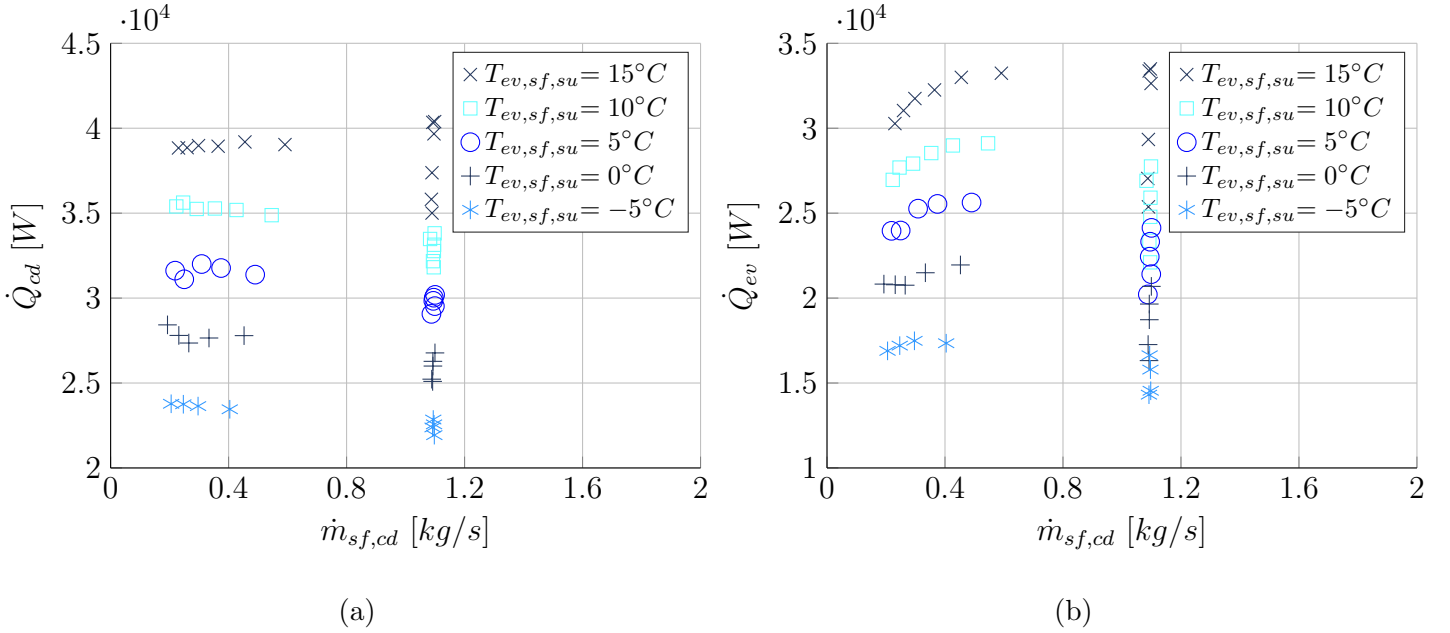 ·10⁴
4.5
4
3.5
3
2.5
2
0 0.4 0.8 1.2 1.6 2
Q̇cd [W]
ṁsf,cd [kg/s]
Tev,sf,su= 15°C
Tev,sf,su= 10°C
Tev,sf,su= 5°C
Tev,sf,su= 0°C
Tev,sf,su= −5°C
(a)
·10⁴
3.5
3
2.5
2
1.5
1
0 0.4 0.8 1.2 1.6 2
Q̇ev [W]
ṁsf,cd [kg/s]
Tev,sf,su= 15°C
Tev,sf,su= 10°C
Tev,sf,su= 5°C
Tev,sf,su= 0°C
Tev,sf,su= −5°C
(b)